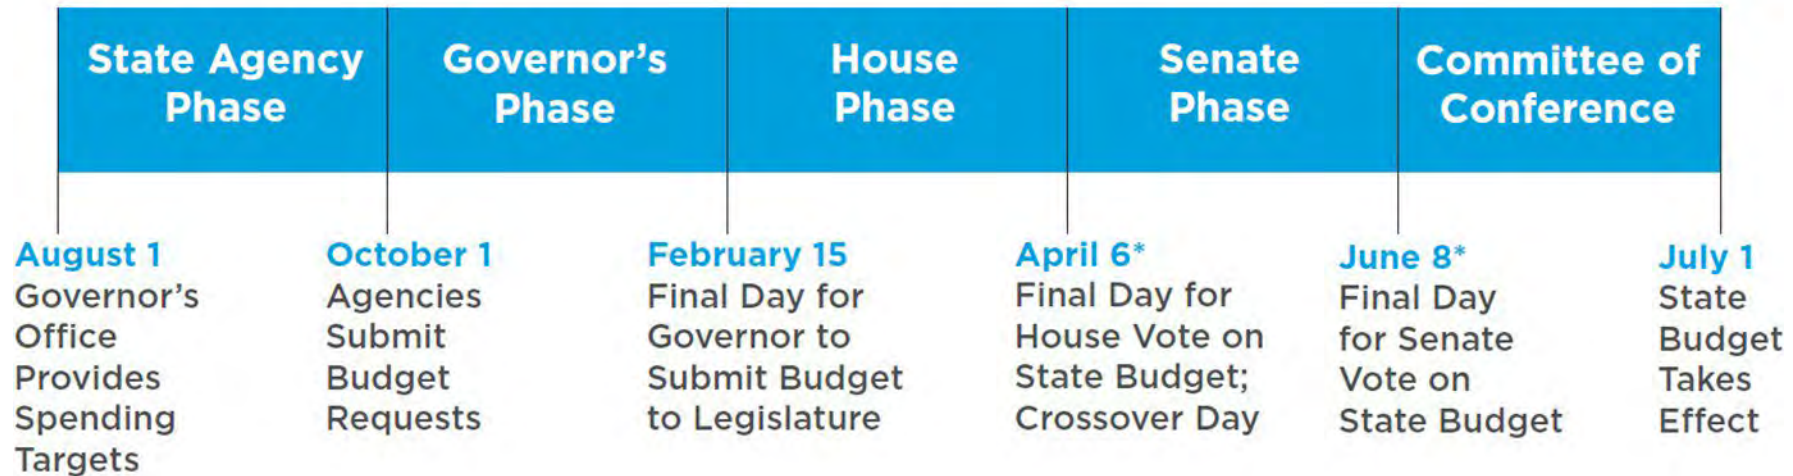 State Agency
Phase
Governor's
Phase
House
Phase
Senate
Phase
Committee of
Conference
August 1
Governor's
Office
Provides
Spending
Targets
October 1
Agencies
Submit
Budget
Requests
February 15
Final Day for
Governor to
Submit Budget
to Legislature
April 6*
Final Day for
House Vote on
State Budget;
Crossover Day
June 8*
Final Day
for Senate
Vote on
State Budget
July 1
State
Budget
Takes
Effect